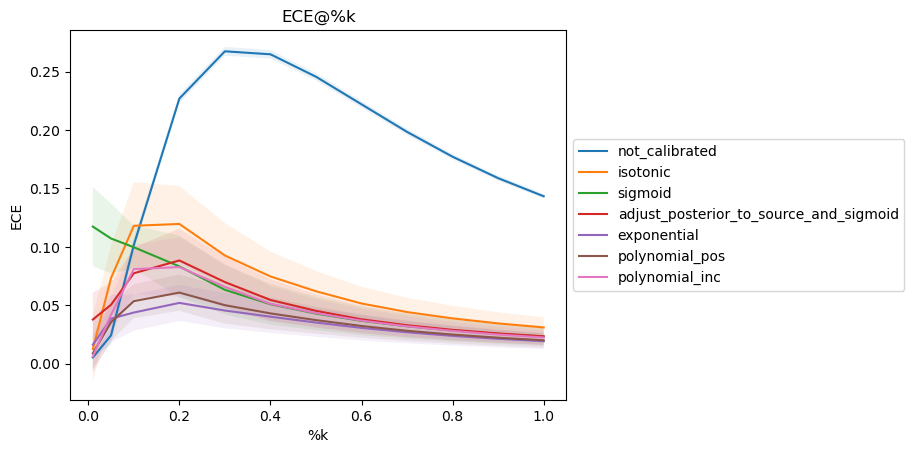 ECE@%k
0.25
0.20
0.15
0.10
0.05
0.00
ECE
0.0
0.2
0.4
0.6
0.8
1.0
%k
not_calibrated
isotonic
sigmoid
adjust_posterior_to_source_and_sigmoid
exponential
polynomial_pos
polynomial_inc